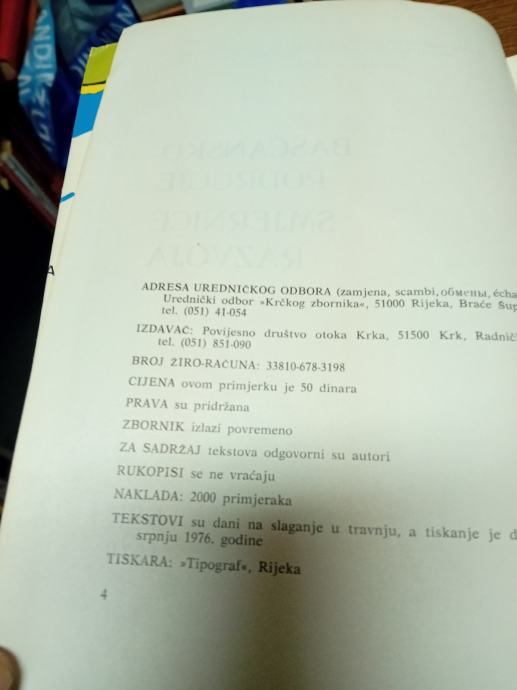 ADRESA UREDNIČKOG ODBORA (zamjena, scambi, обмены, écha
Urednički odbor »Krčkog zbornika«, 51000 Rijeka, Braće Šup
tel. (051) 41-054
IZDAVAČ: Povijesno društvo otoka Krka, 51500 Krk, Radnič
tel. (051) 851-090
BROJ ŽIRO-RAČUNA: 33810-678-3198
CIJENA ovom primjerku je 50 dinara
PRAVA su pridržana
ZBORNIK izlazi povremeno
ZA SADRŽAJ tekstova odgovorni su autori
RUKOPISI se ne vraćaju
NAKLADA: 2000 primjeraka
TEKSTOVI su dani na slaganje u travnju, a tiskanje je d
srpnju 1976. godine
TISKARA: »Tipograf«, Rijeka
4
BAŠĆANSKO
PODRUČJE
SMJERNICE
RAZVOJA